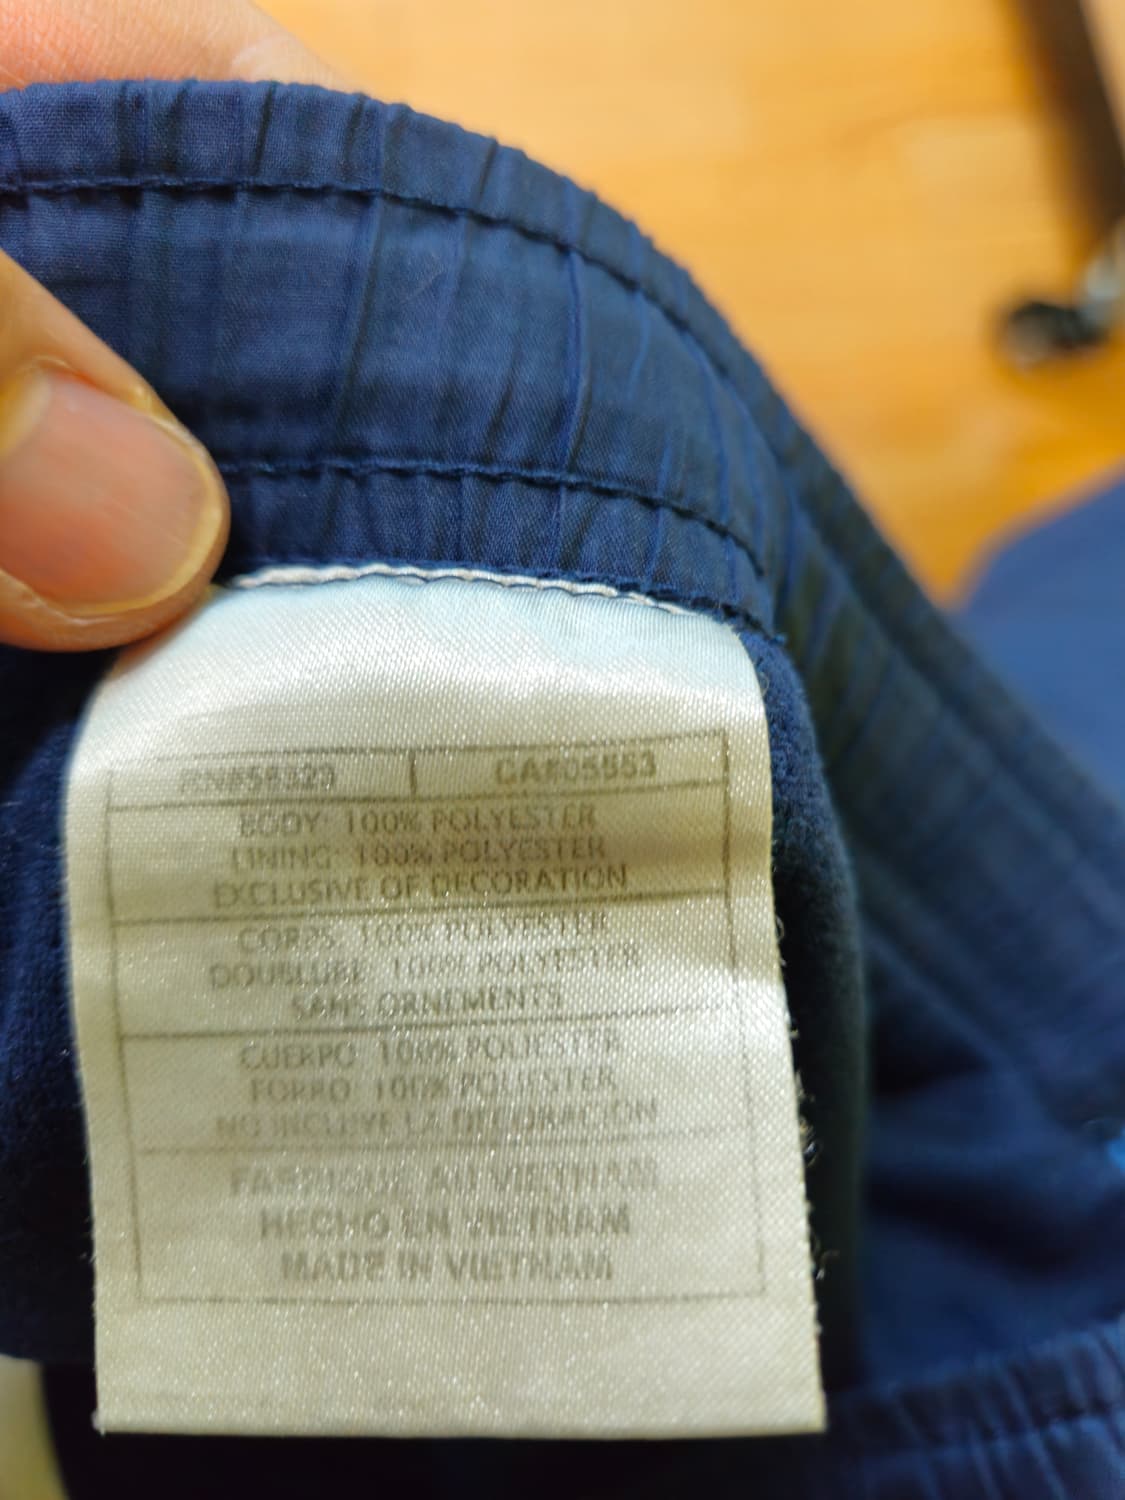 RN#56323 CA#05553
BODY: 100% POLYESTER
LINING: 100% POLYESTER
EXCLUSIVE OF DECORATION
CORPS: 100% POLYESTER
DOUBLURE: 100% POLYESTER
SANS ORNEMENTS
CUERPO: 100% POLIESTER
FORRO: 100% POLIESTER
NO INCLUYE LA DECORACION
FABRIQUE AU VIETNAM
HECHO EN VIETNAM
MADE IN VIETNAM